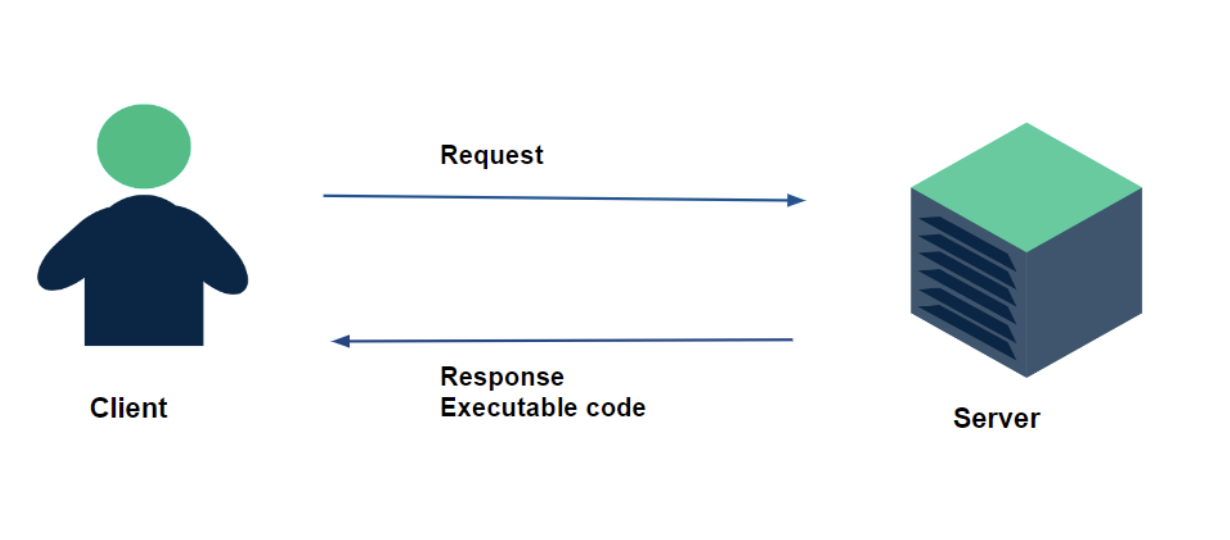 Request
Response
Executable code
Client
Server